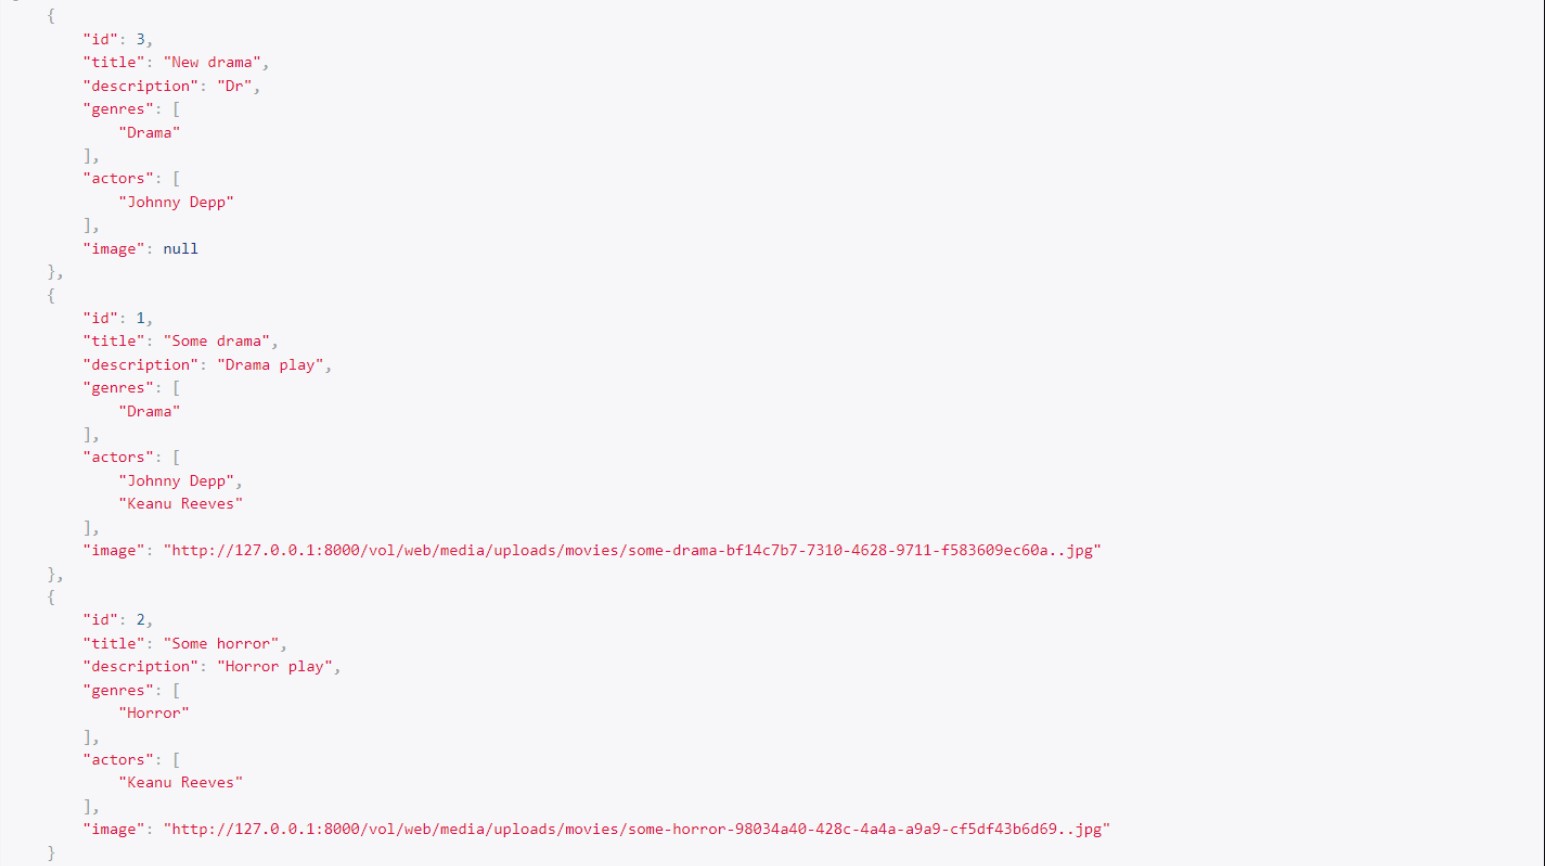 {
"id": 3,
"title": "New drama",
"description": "Dr",
"genres": [
"Drama"
],
"actors": [
"Johnny Depp"
],
"image": null
},
{
"id": 1,
"title": "Some drama",
"description": "Drama play",
"genres": [
"Drama"
],
"actors": [
"Johnny Depp",
"Keanu Reeves"
],
"image": "http://127.0.0.1:8000/vol/web/media/uploads/movies/some-drama-bf14c7b7-7310-4628-9711-f583609ec60a..jpg"
},
{
"id": 2,
"title": "Some horror",
"description": "Horror play",
"genres": [
"Horror"
],
"actors": [
"Keanu Reeves"
],
"image": "http://127.0.0.1:8000/vol/web/media/uploads/movies/some-horror-98034a40-428c-4a4a-a9a9-cf5df43b6d69..jpg"
}